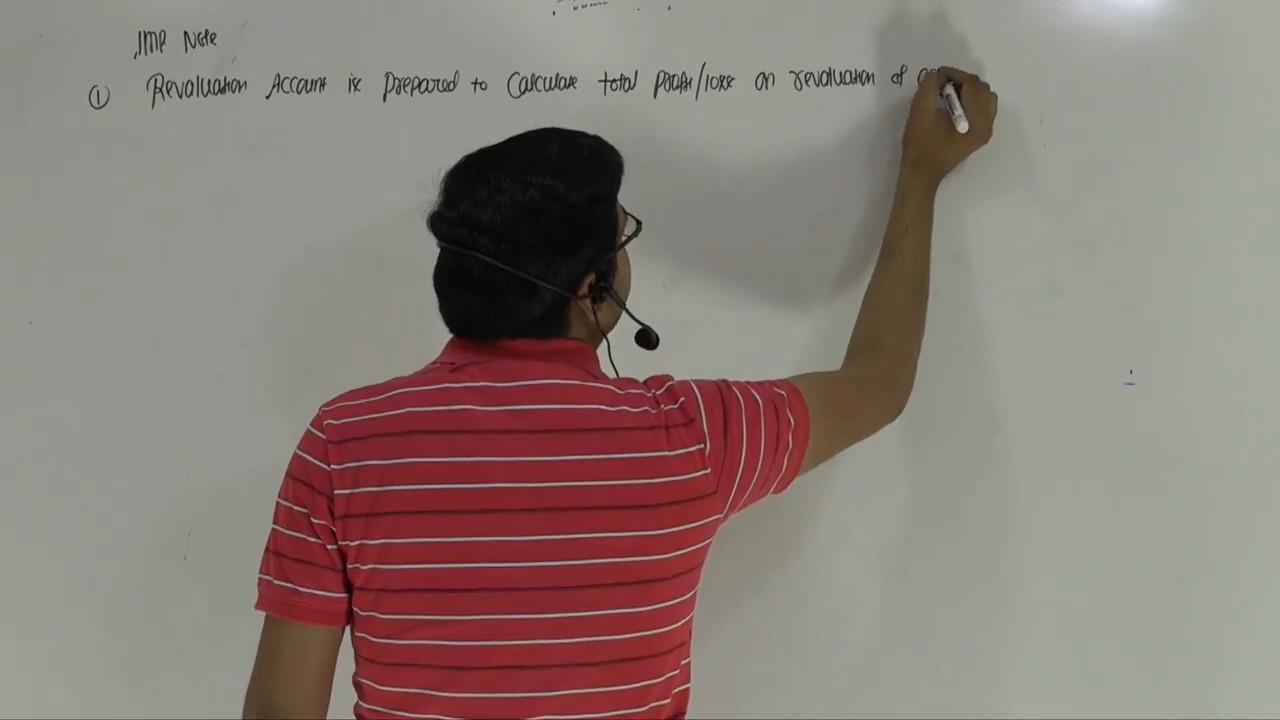 IMP Note
① Revaluation Account is prepared to calculate total profit/loss on revaluation of